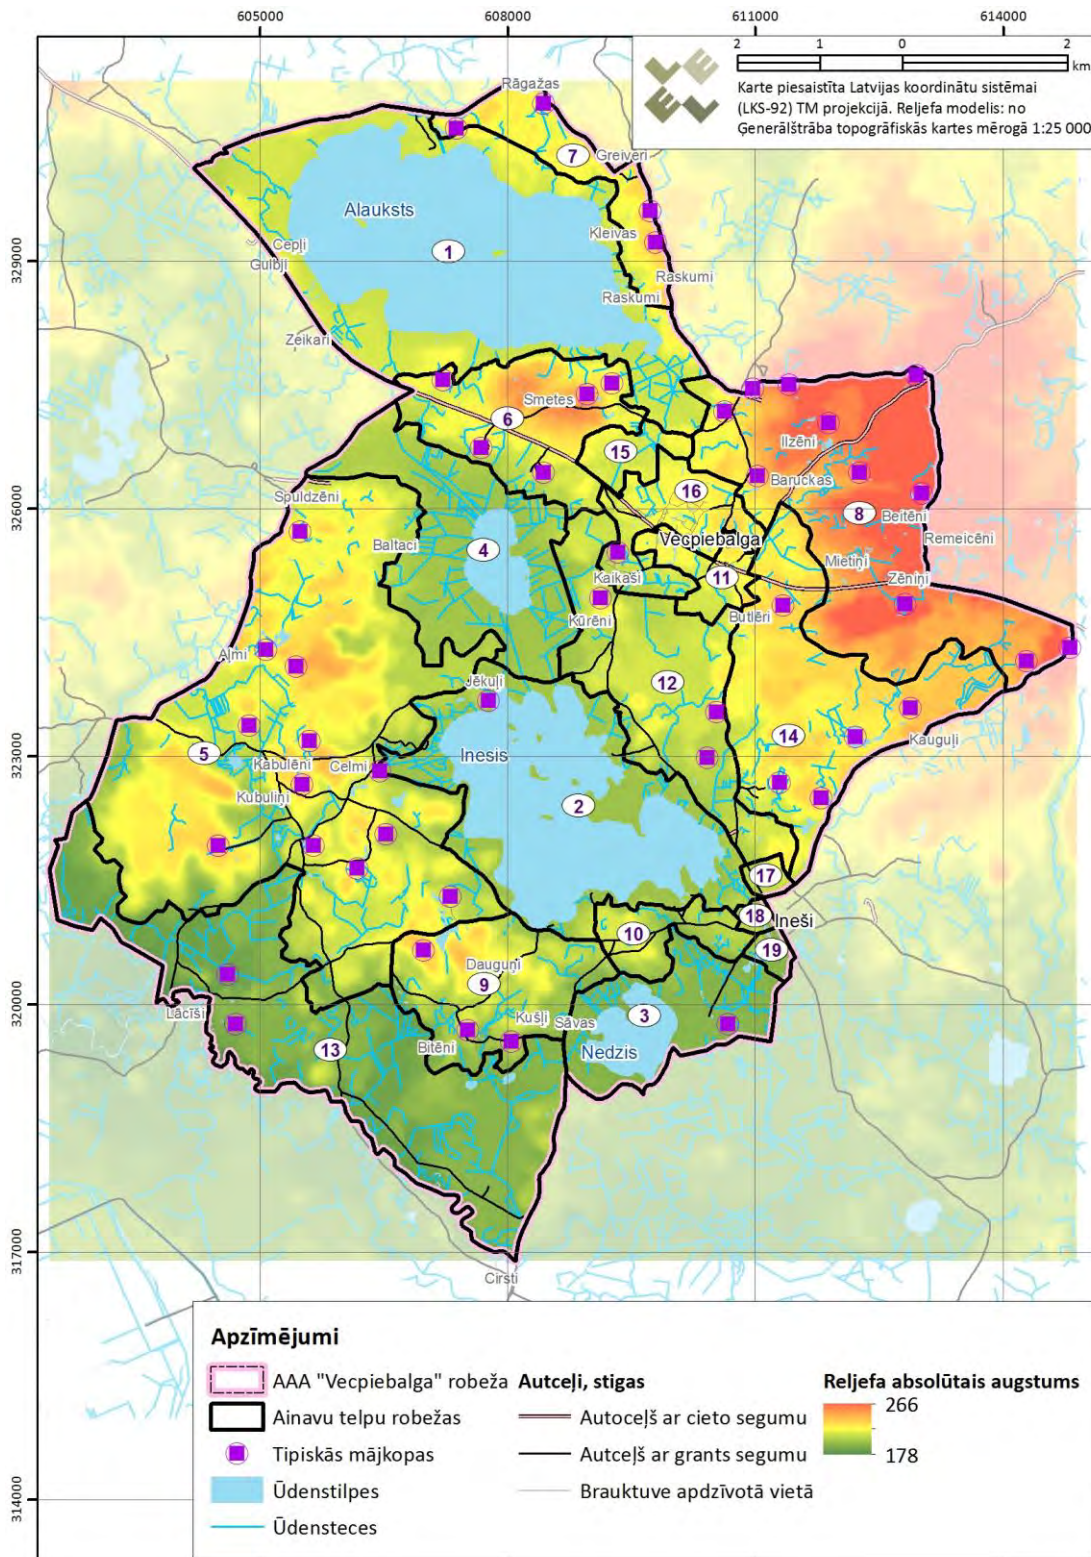 605000
608000
611000
614000
2
1
0
2
km
Karte piesaistīta Latvijas koordinātu sistēmai
(LKS-92) TM projekcijā. Reljefa modelis: no
Ģenerālštrāba topogrāfiskās kartes mērogā 1:25 000
Rāgažas
7
Greiveri
Alauksts
Kleivas
1
Cepļi
Gulbji
329000
Raskumi
Raskumi
Zeikari
Smetes
6
Ilzēni
15
Baruckas
16
Spuldzēni
326000
8
Beitēni
Baltaci
4
Vecpiebalga
Remeicēni
Mietiņi
Kaikaši
11
Zēniņi
Kūrēni
Butlēri
Aļmi
Jēkuļi
12
14
Kauguļi
323000
5
Inesis
Kabulēni
Celmi
Kubuliņi
2
17
18
Ineši
10
19
Dauguņi
9
320000
Lācīši
Kušļi
Sāvas
3
13
Bitēni
Nedzis
317000
Cirsti
314000
Apzīmējumi
AAA "Vecpiebalga" robeža
Ainavu telpu robežas
Tipiskās mājkopas
Ūdenstilpes
Ūdensteces
Autceļi, stigas
Autoceļš ar cieto segumu
Autceļš ar grants segumu
Brauktuve apdzīvotā vietā
Reljefa absolūtais augstums
266
178